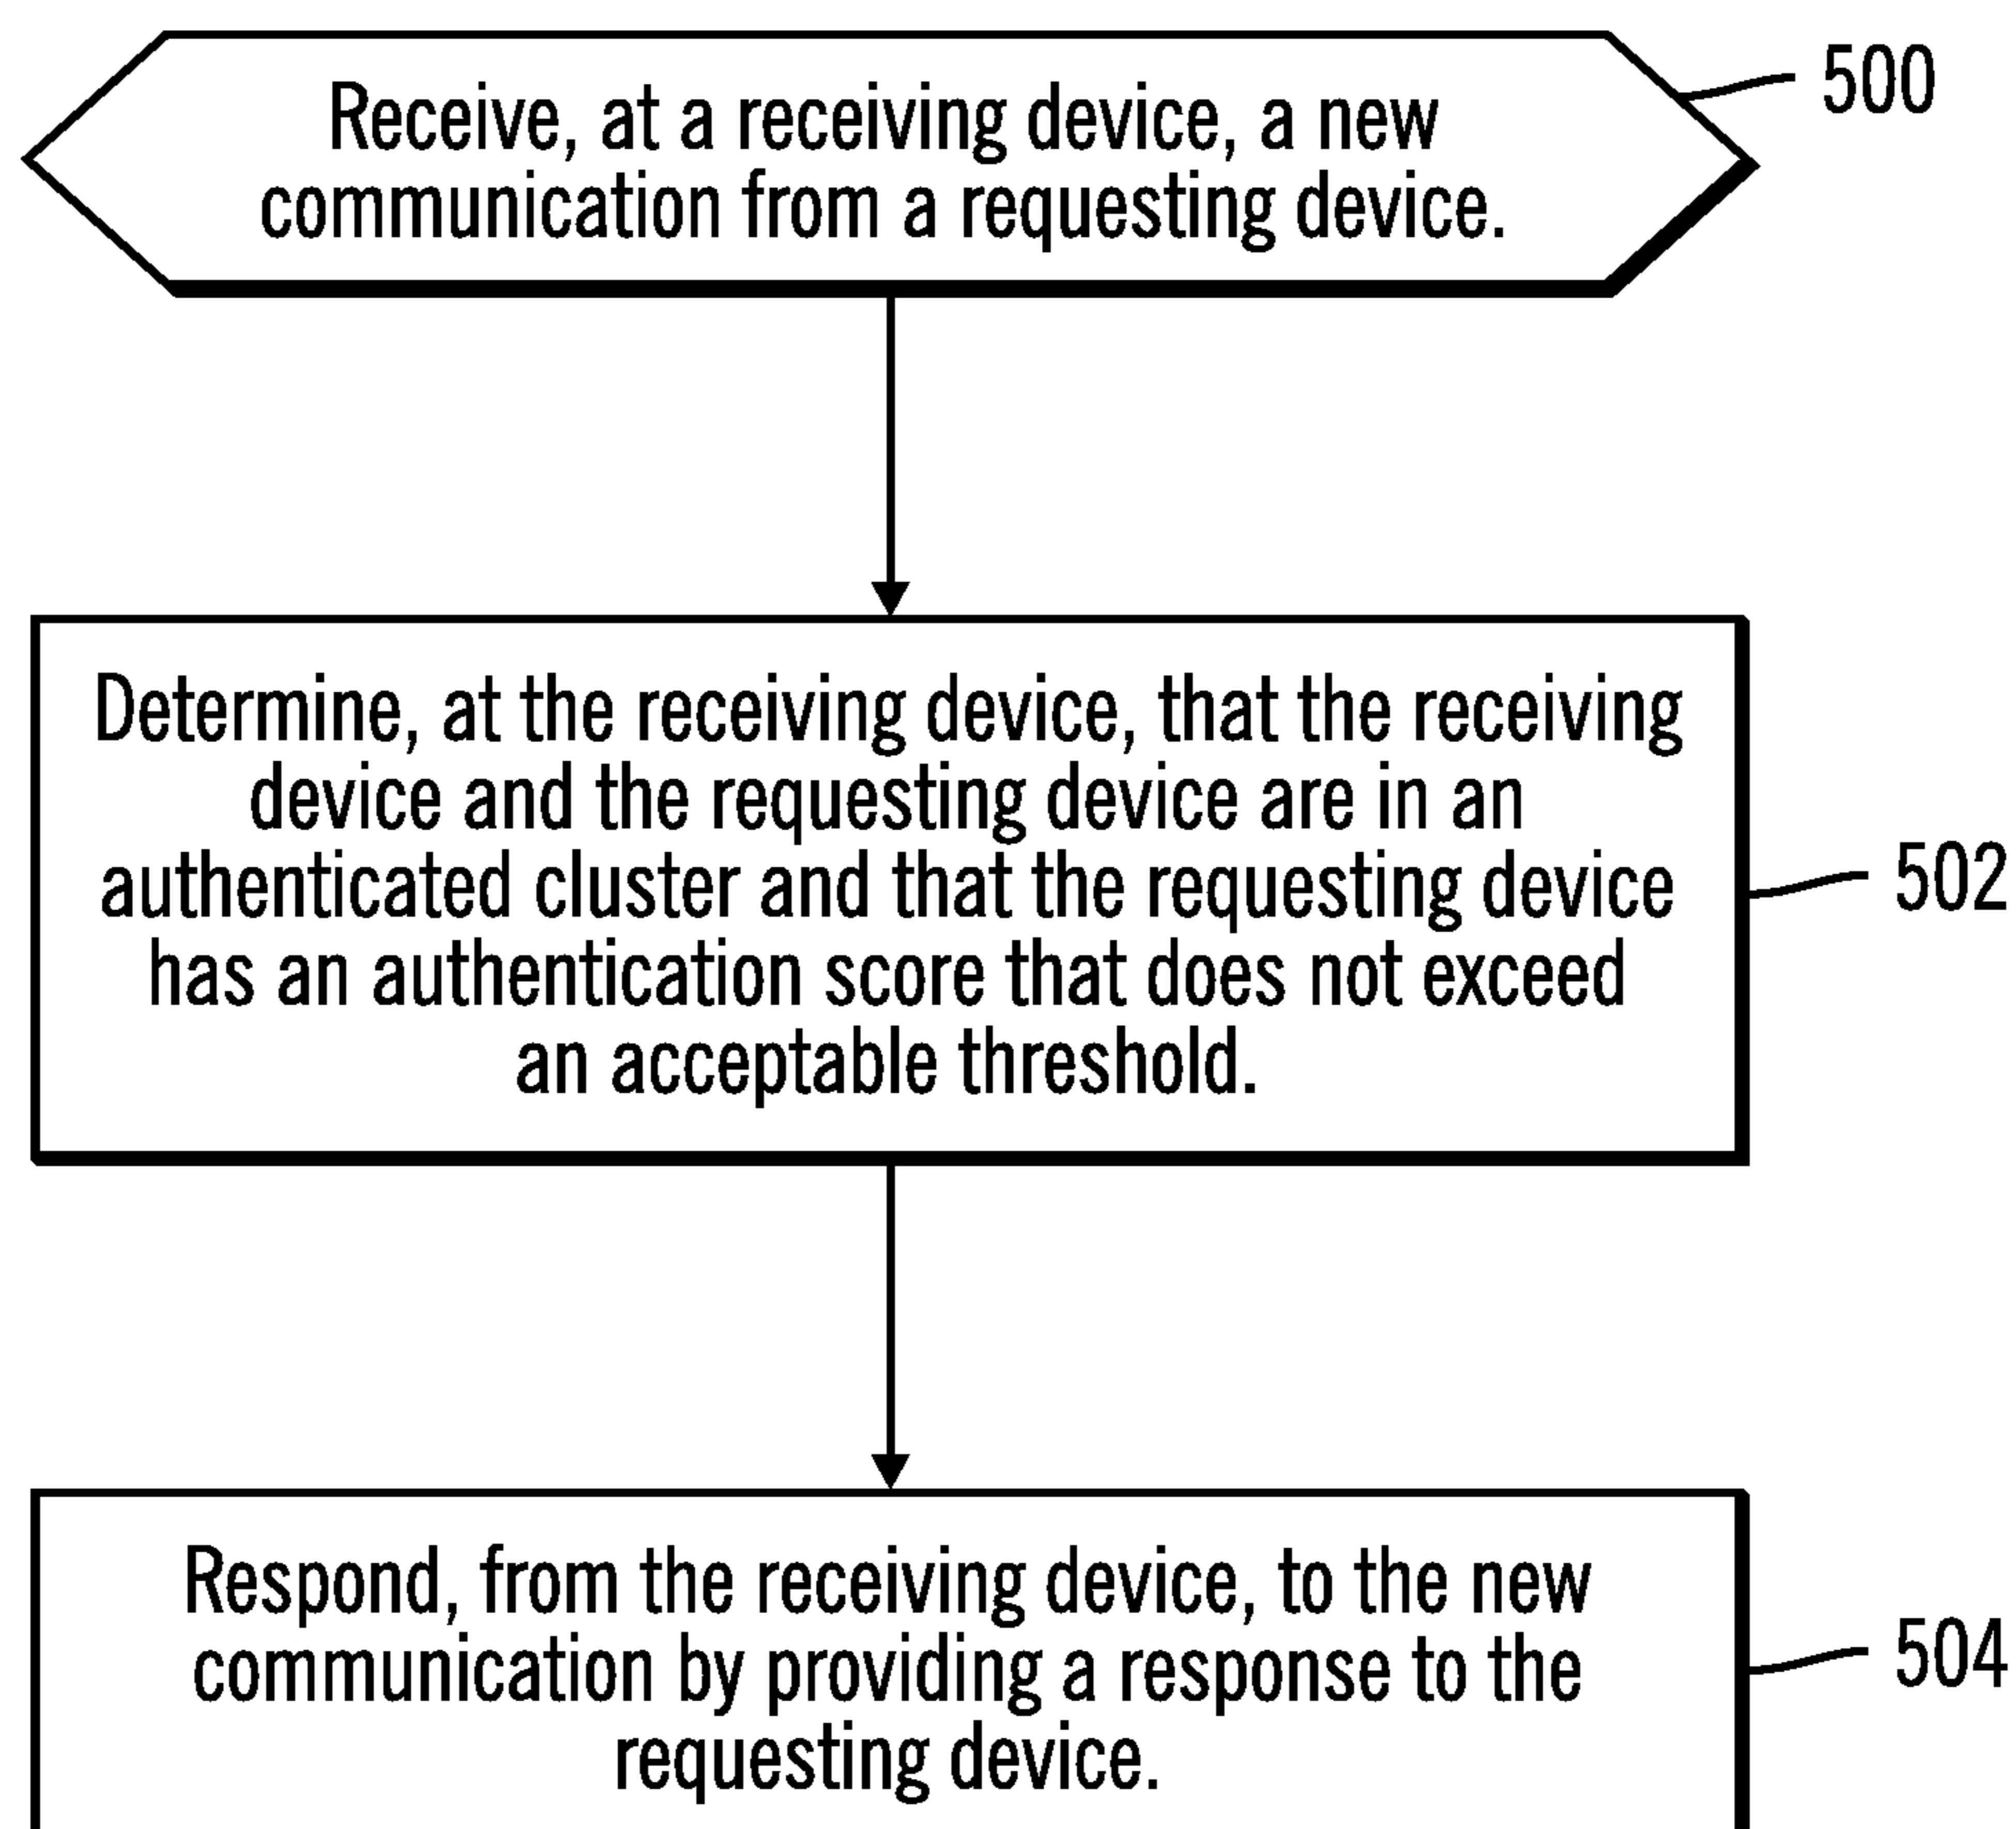 Receive, at a receiving device, a new
communication from a requesting device.
500
Determine, at the receiving device, that the receiving
device and the requesting device are in an
authenticated cluster and that the requesting device
has an authentication score that does not exceed
an acceptable threshold.
502
Respond, from the receiving device, to the new
communication by providing a response to the
requesting device.
504